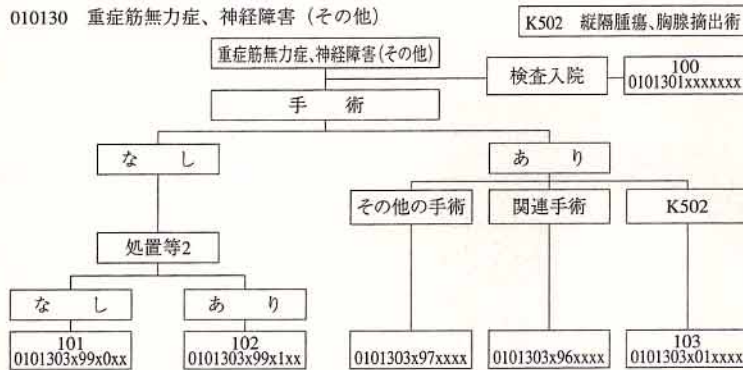 010130 重症筋無力症、神経障害（その他）
K502 縦隔腫瘍、胸腺摘出術
重症筋無力症、神経障害（その他）
検査入院
100
0101301xxxxxxx
手 術
な し
あ り
その他の手術
関連手術
K502
処置等2
な し
あ り
101
0101303x99x0xx
102
0101303x99x1xx
0101303x97xxxx
0101303x96xxxx
103
0101303x01xxxx